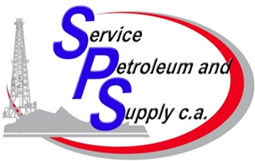 Service
Petroleum and
Supply c.a.